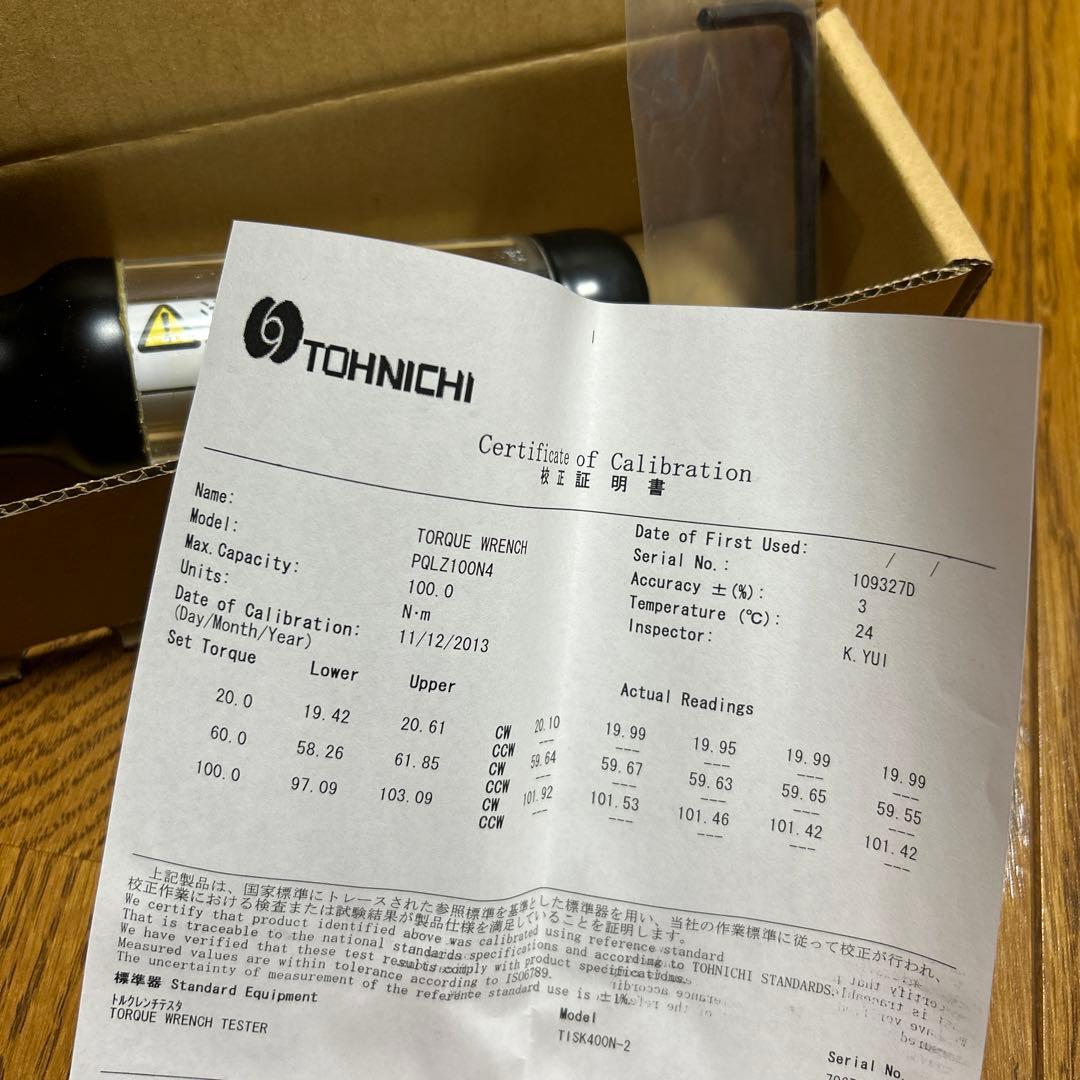 TOHNICHI
Certificate of Calibration
校正証明書
Name: TORQUE WRENCH
Model: PQLZ100N4
Max. Capacity: 100.0
Units: N·m
Date of Calibration: 11/12/2013
(Day/Month/Year)
Date of First Used: / /
Serial No.: 109327D
Accuracy ±(%): 3
Temperature (℃): 24
Inspector: K. YUI
Set Torque Lower Upper Actual Readings
20.0 19.42 20.61 CW 20.10 19.99 19.95 19.99 19.99
CCW --- --- --- --- ---
60.0 58.26 61.85 CW 59.64 59.67 59.63 59.65 59.55
CCW --- --- --- --- ---
100.0 97.09 103.09 CW 101.92 101.53 101.46 101.42 101.42
CCW --- --- --- --- ---
上記製品は、国家標準にトレースされた参照標準を基準とした標準器を用い、当社の作業標準に従って校正が行われ、
校正作業における検査または試験結果が製品仕様を満足していることを証明します。
We certify that product identified above was calibrated using reference standard
That is traceable to the national standards specifications and according to TOHNICHI STANDARDS.
We have verified that these test results comply with product specifications.
Measured values are within tolerance according to ISO6789.
The uncertainty of measurement of the reference standard use is ±1%.
標準器 Standard Equipment
トルクレンチテスタ
TORQUE WRENCH TESTER
Model
TISK400N-2
Serial No.